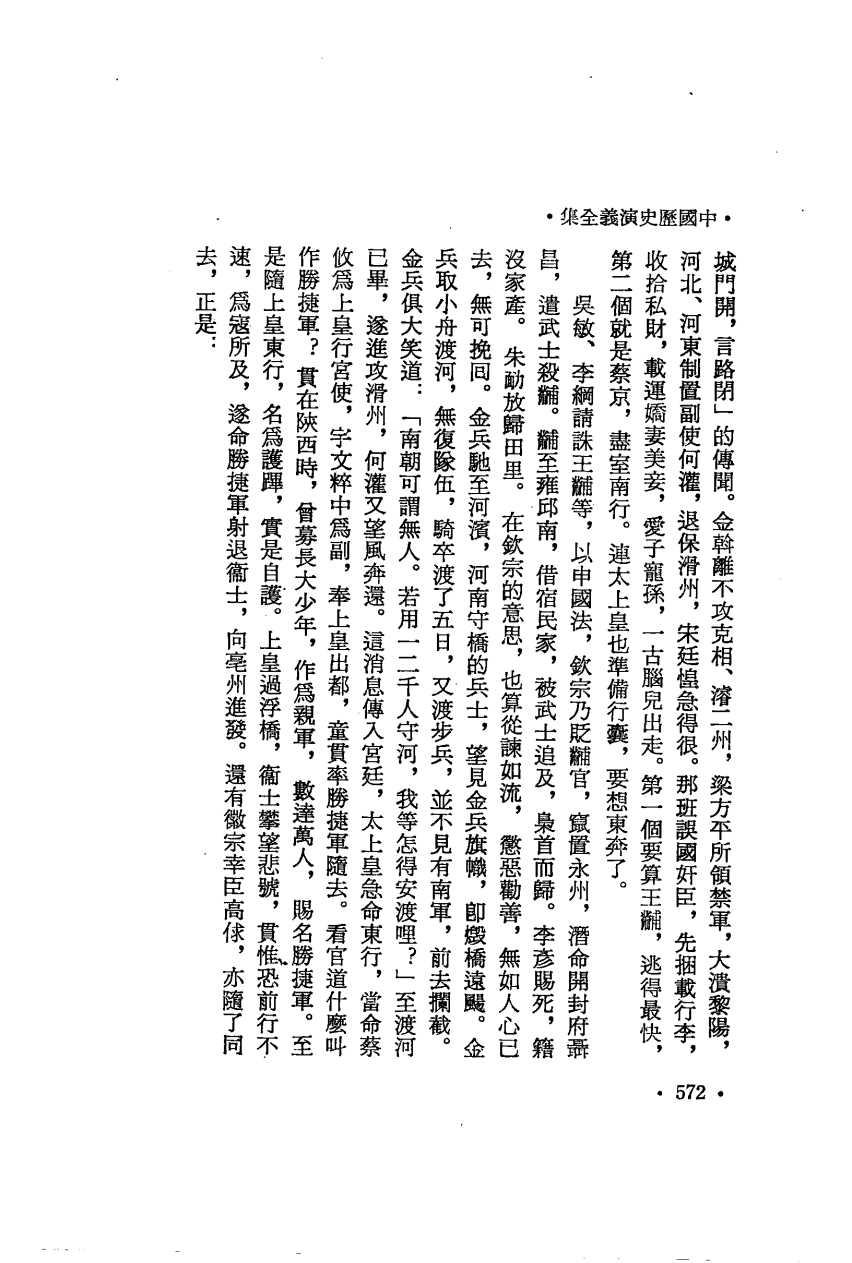 •中國歷史演義全集•
城門開，言路閉」的傳聞。金斡離不攻克相、濬二州，梁方平所領禁軍，大潰黎陽，
河北、河東制置副使何灌，退保滑州，宋廷惶急得很。那班誤國奸臣，先捆載行李，
收拾私財，載運嬌妻美妾，愛子寵孫，一古腦兒出走。第一個要算王黼，逃得最快，
第二個就是蔡京，盡室南行。連太上皇也準備行囊，要想東奔了。
吳敏、李綱請誅王黼等，以申國法，欽宗乃貶黼官，竄置永州，潛命開封府聶
昌，遣武士殺黼。黼至雍邱南，借宿民家，被武士追及，梟首而歸。李彥賜死，籍
沒家產。朱勔放歸田里。在欽宗的意思，也算從諫如流，懲惡勸善，無如人心已
去，無可挽囘。金兵馳至河濱，河南守橋的兵士，望見金兵旗幟，卽燬橋遠颺。金
兵取小舟渡河，無復隊伍，騎卒渡了五日，又渡步兵，並不見有南軍，前去攔截。
金兵俱大笑道：「南朝可謂無人。若用一二千人守河，我等怎得安渡哩？」至渡河
已畢，遂進攻滑州，何灌又望風奔還。這消息傳入宮廷，太上皇急命東行，當命蔡
攸爲上皇行宮使，宇文粹中爲副，奉上皇出都，童貫率勝捷軍隨去。看官道什麼叫
作勝捷軍？貫在陝西時，曾募長大少年，作爲親軍，數達萬人，賜名勝捷軍。至
是隨上皇東行，名爲護蹕，實是自護。上皇過浮橋，衞士攀望悲號，貫惟恐前行不
速，爲寇所及，遂命勝捷軍射退衞士，向亳州進發。還有徽宗幸臣高俅，亦隨了同
去，正是：
•572•